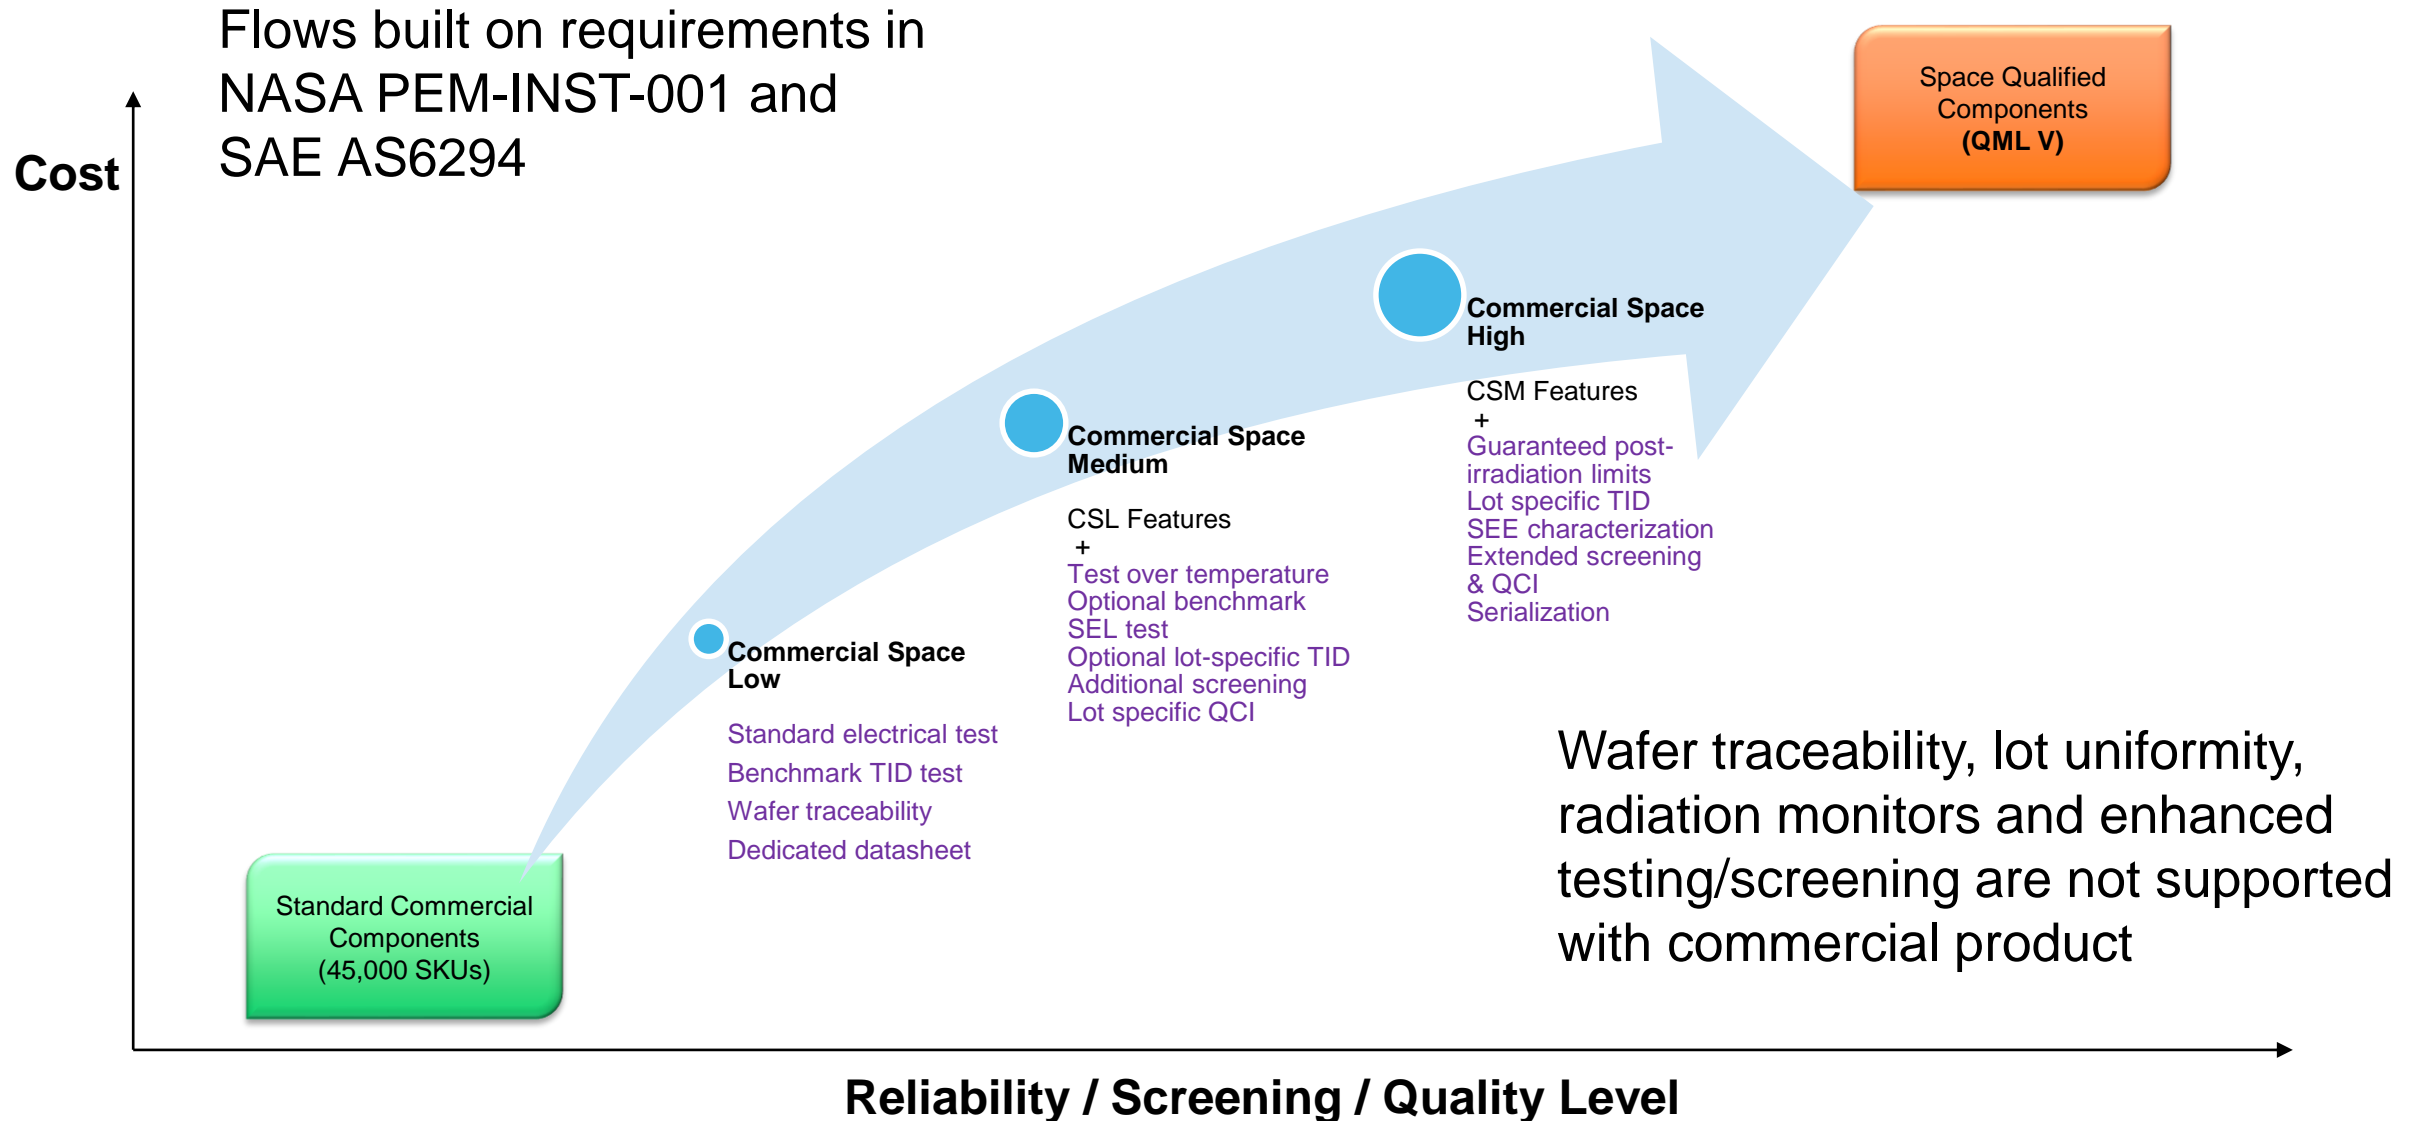 Flows built on requirements in
NASA PEM-INST-001 and
SAE AS6294
Cost
Space Qualified
Components
(QML V)
Commercial Space
High
CSM Features
+
Guaranteed post-
irradiation limits
Lot specific TID
SEE characterization
Extended screening
& QCI
Serialization
Commercial Space
Medium
CSL Features
+
Test over temperature
Optional benchmark
SEL test
Optional lot-specific TID
Additional screening
Lot specific QCI
Commercial Space
Low
Standard electrical test
Benchmark TID test
Wafer traceability
Dedicated datasheet
Standard Commercial
Components
(45,000 SKUs)
Wafer traceability, lot uniformity,
radiation monitors and enhanced
testing/screening are not supported
with commercial product
Reliability / Screening / Quality Level